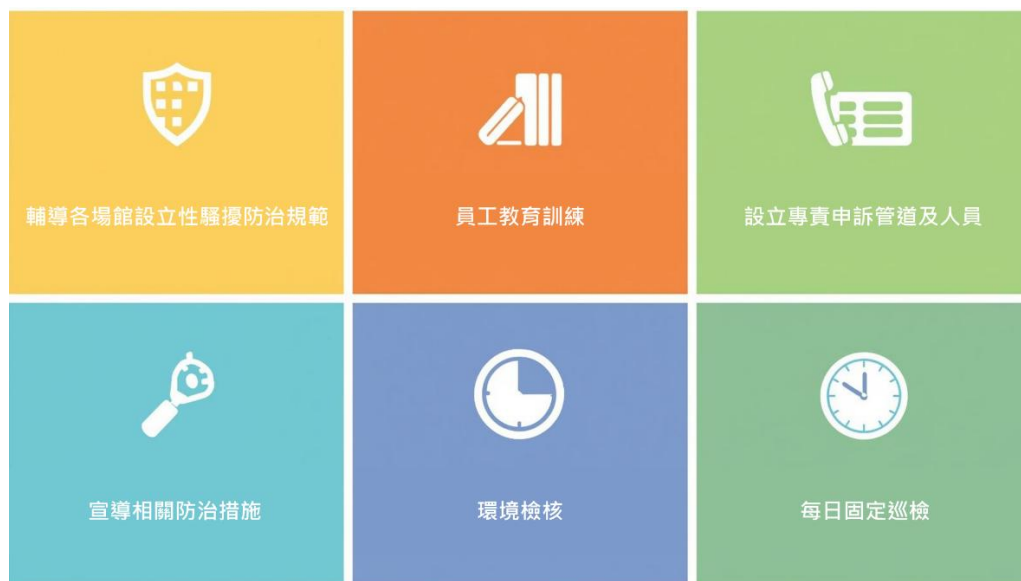 輔導各場館設立性騷擾防治規範
員工教育訓練
設立專責申訴管道及人員
宣導相關防治措施
環境檢核
每日固定巡檢